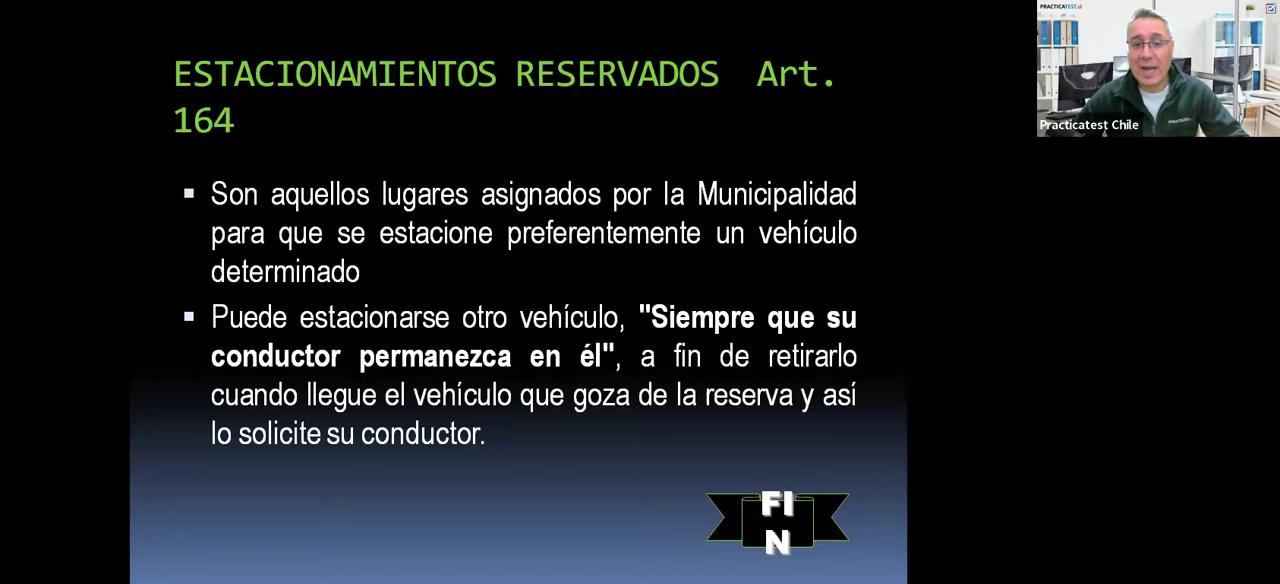 ESTACIONAMIENTOS RESERVADOS Art.
164
▪ Son aquellos lugares asignados por la Municipalidad
para que se estacione preferentemente un vehículo
determinado
▪ Puede estacionarse otro vehículo, "Siempre que su
conductor permanezca en él", a fin de retirarlo
cuando llegue el vehículo que goza de la reserva y así
lo solicite su conductor.
FI
N
PRACTICATEST.cl
Practicatest Chile